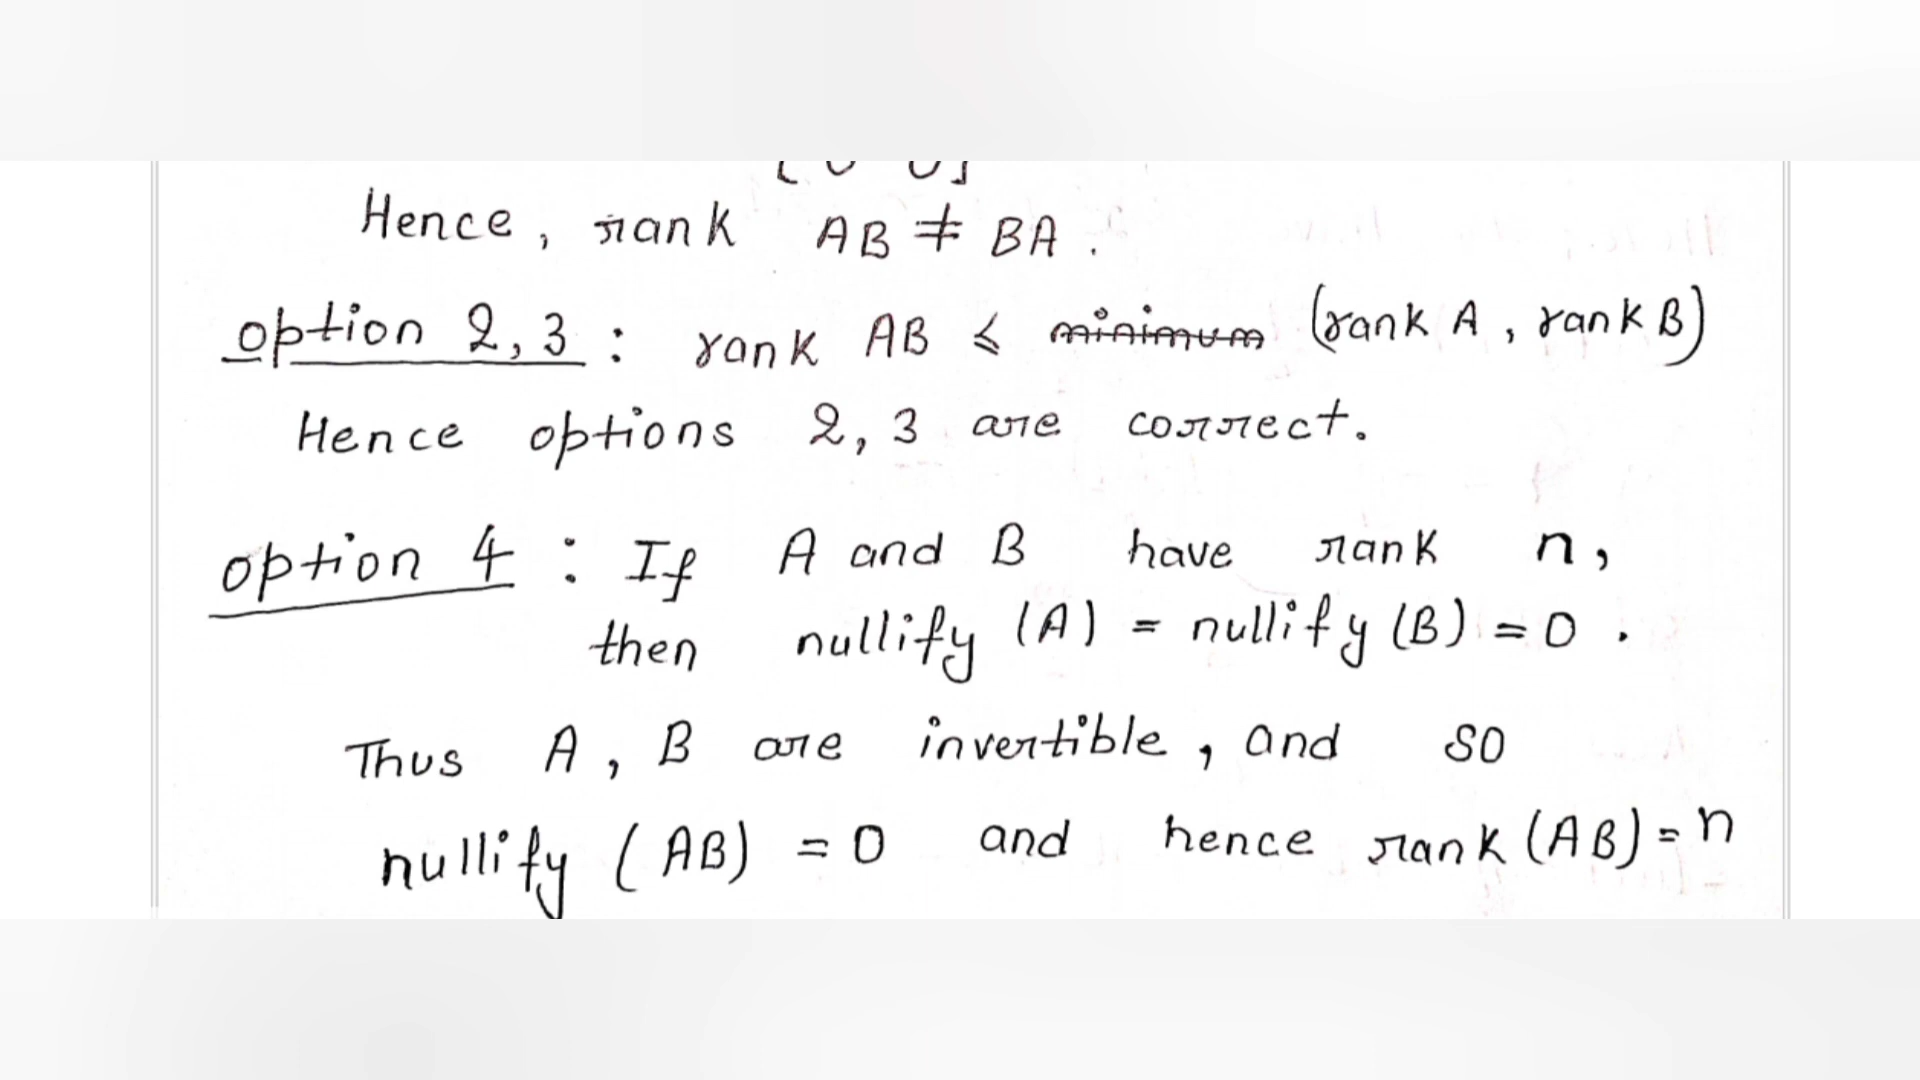 Hence, rank AB ≠ BA.
option 2,3 : rank AB ≤ minimum (rank A, rank B)
Hence options 2, 3 are correct.
option 4 : If A and B have rank n,
then nullify (A) = nullify (B) = 0.
Thus A, B are invertible, and so
nullify (AB) = 0 and hence rank (AB) = n